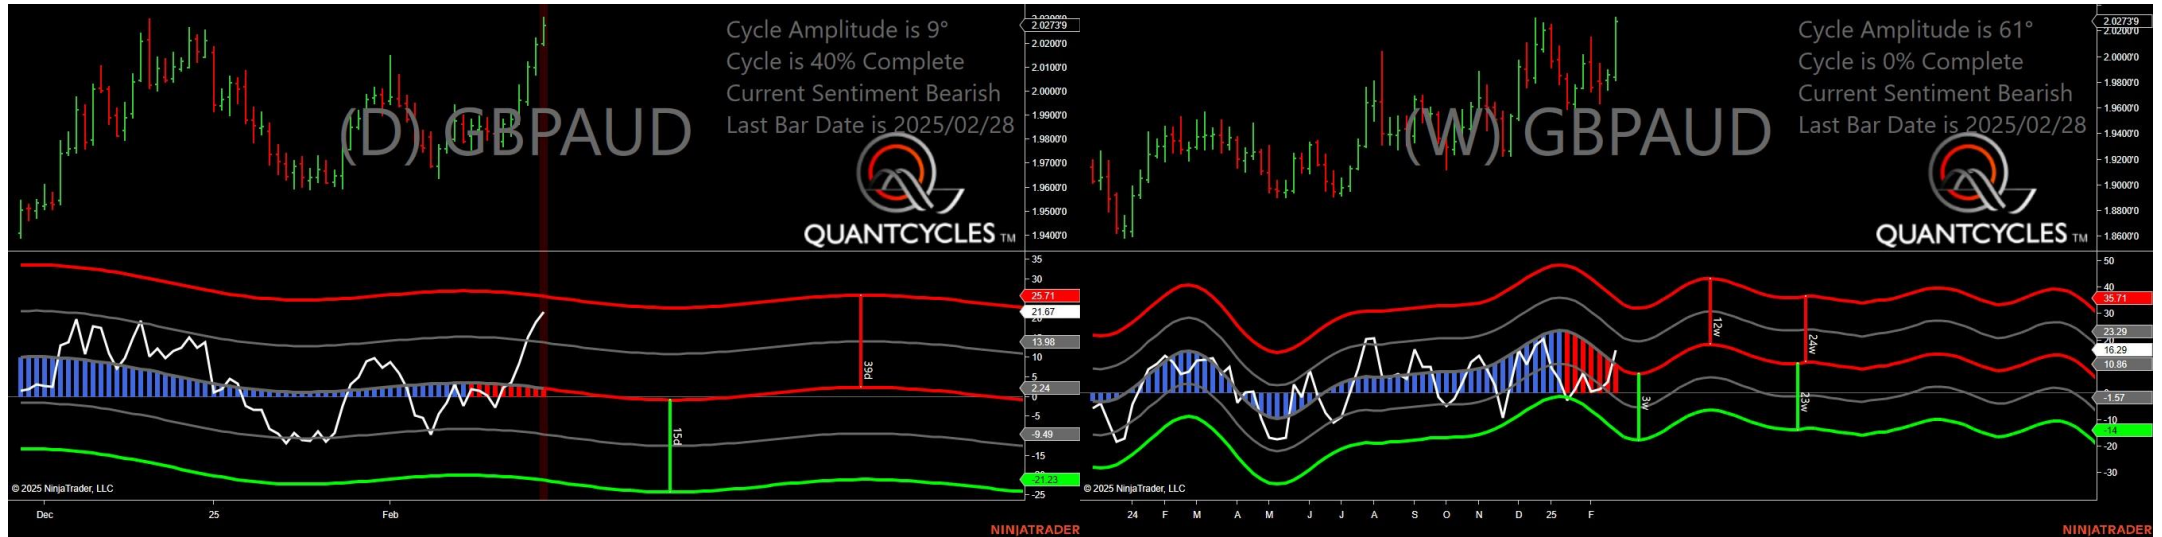 Cycle Amplitude is 9°
Cycle is 40% Complete
Current Sentiment Bearish
Last Bar Date is 2025/02/28
(D) GBPAUD
QUANTCYCLES TM
2.0273'9
2.0200'0
2.0100'0
2.0000'0
1.9900'0
1.9800'0
1.9700'0
1.9600'0
1.9500'0
1.9400'0
35
30
25.71
21.67
13.98
10
5
2.24
0
-5
-9.49
-15
-21.23
-25
39d
15d
© 2025 NinjaTrader, LLC
Dec
25
Feb
NINJATRADER
Cycle Amplitude is 61°
Cycle is 0% Complete
Current Sentiment Bearish
Last Bar Date is 2025/02/28
(W) GBPAUD
QUANTCYCLES TM
2.0273'9
2.0200'0
2.0000'0
1.9800'0
1.9600'0
1.9400'0
1.9200'0
1.9000'0
1.8800'0
1.8600'0
50
40
35.71
30
23.29
16.29
10.86
-1.57
-10
-14
-20
-30
12w
24w
3w
23w
© 2025 NinjaTrader, LLC
24 F M A M J J A S O N D 25 F
NINJATRADER